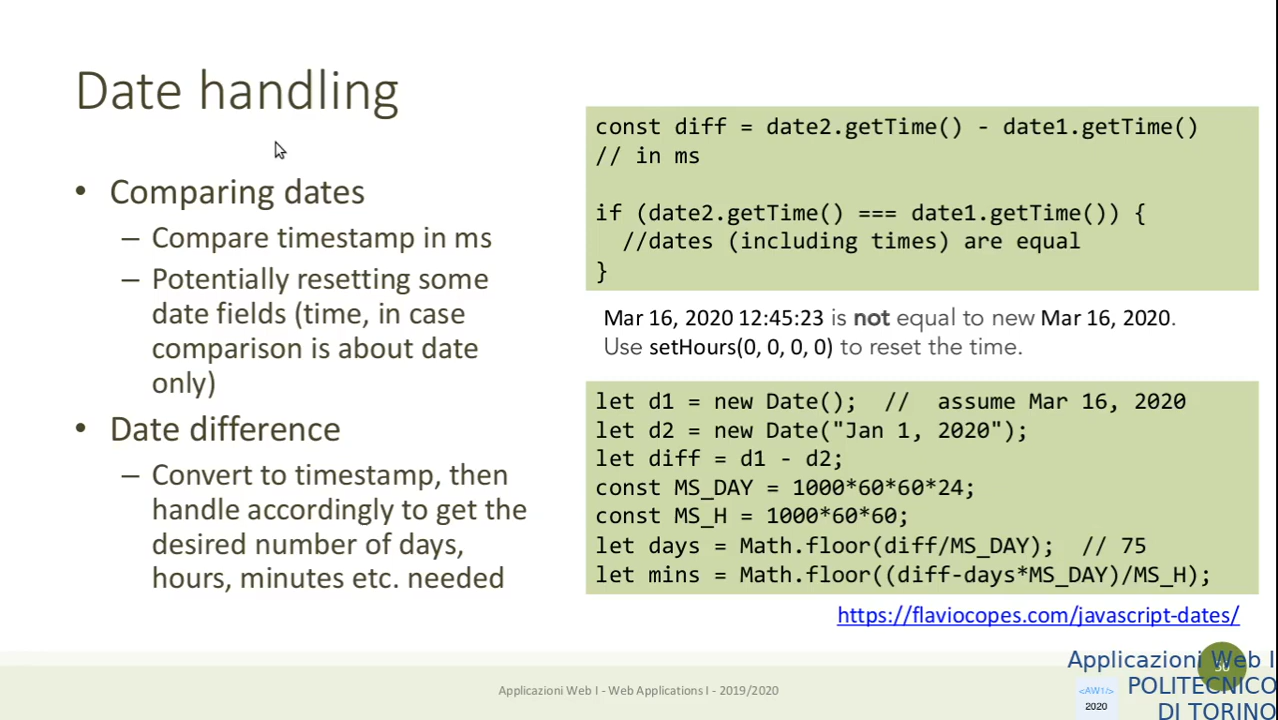 Date handling
• Comparing dates
– Compare timestamp in ms
– Potentially resetting some
date fields (time, in case
comparison is about date
only)
• Date difference
– Convert to timestamp, then
handle accordingly to get the
desired number of days,
hours, minutes etc. needed
const diff = date2.getTime() - date1.getTime()
// in ms
if (date2.getTime() === date1.getTime()) {
//dates (including times) are equal
}
Mar 16, 2020 12:45:23 is not equal to new Mar 16, 2020.
Use setHours(0, 0, 0, 0) to reset the time.
let d1 = new Date(); // assume Mar 16, 2020
let d2 = new Date("Jan 1, 2020");
let diff = d1 - d2;
const MS_DAY = 1000*60*60*24;
const MS_H = 1000*60*60;
let days = Math.floor(diff/MS_DAY); // 75
let mins = Math.floor((diff-days*MS_DAY)/MS_H);
https://flaviocopes.com/javascript-dates/
Applicazioni Web I - Web Applications I - 2019/2020
Applicazioni Web I
POLITECNICO
DI TORINO
<AW1/>
2020